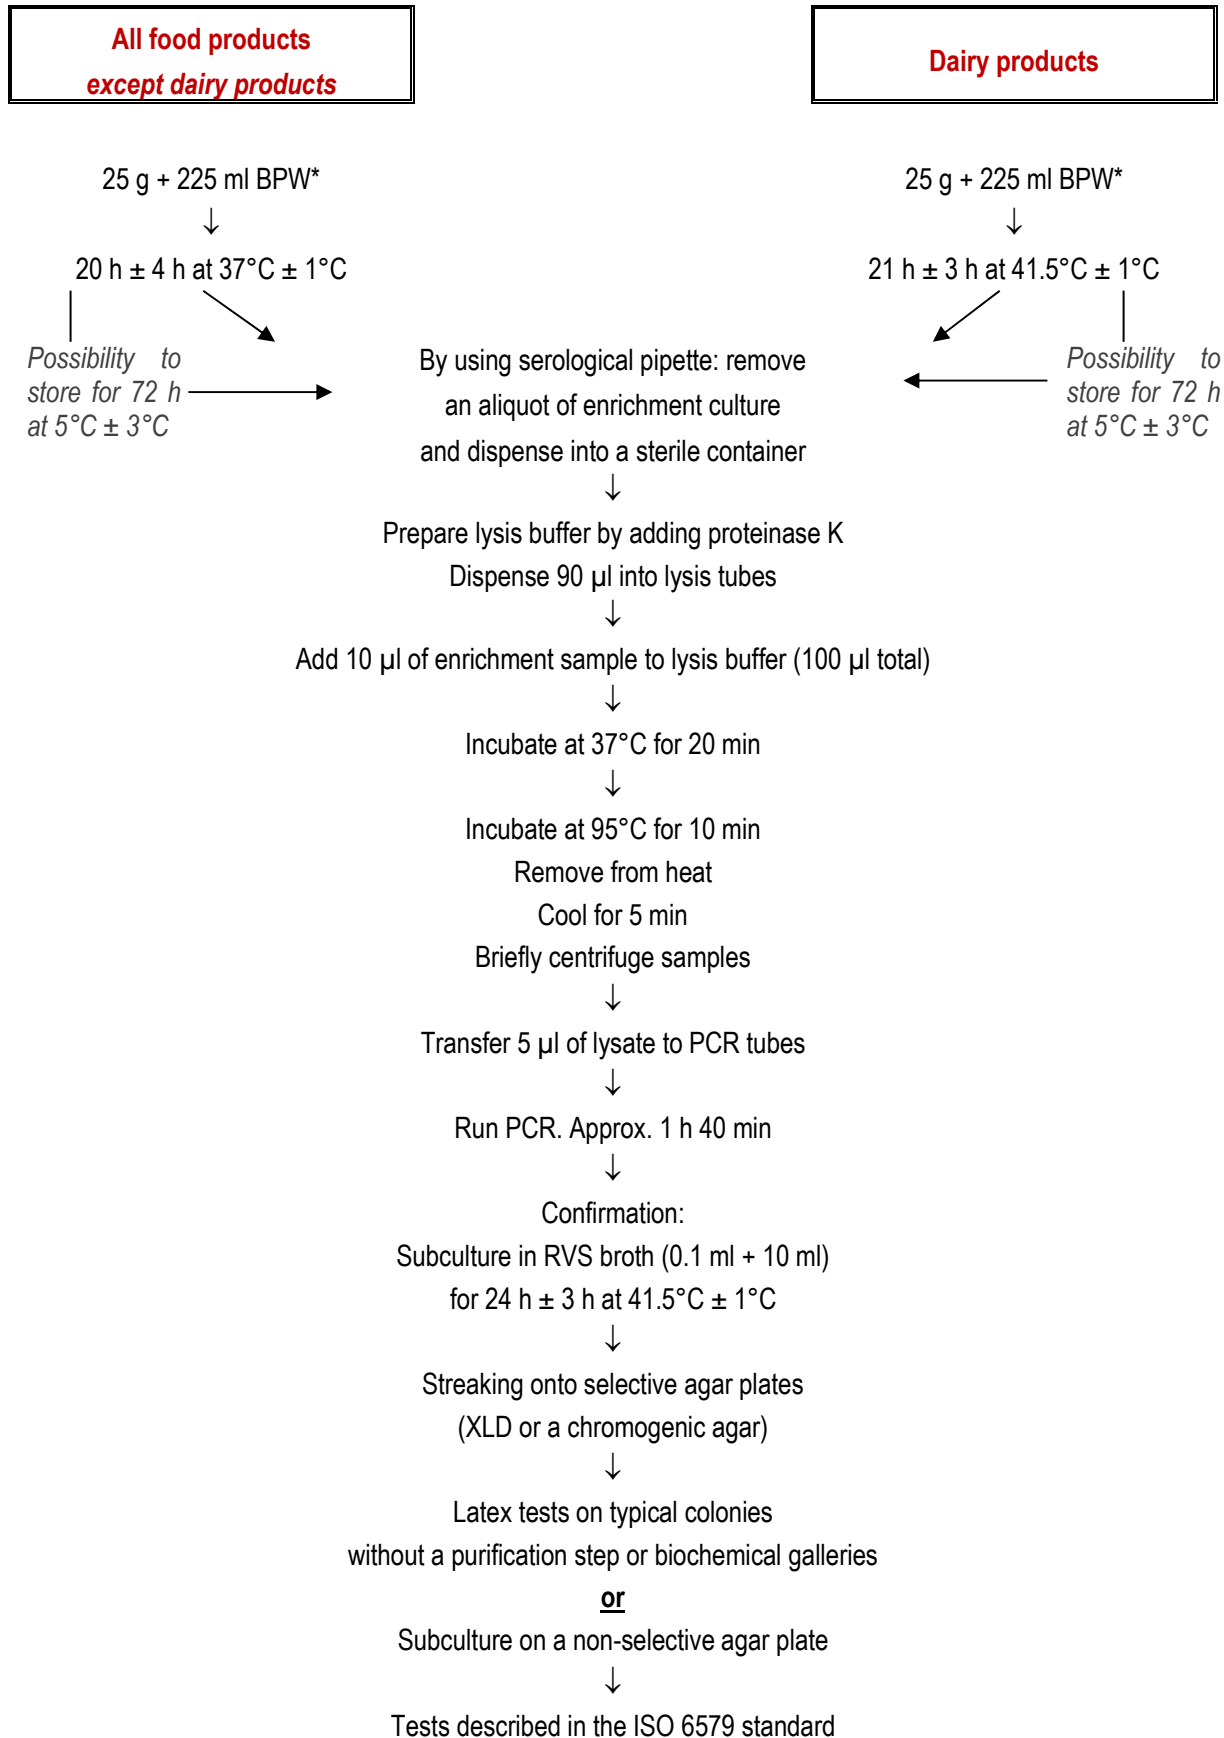 All food products
except dairy products
Dairy products
25 g + 225 ml BPW*
↓
20 h ± 4 h at 37°C ± 1°C
Possibility to
store for 72 h
at 5°C ± 3°C
25 g + 225 ml BPW*
↓
21 h ± 3 h at 41.5°C ± 1°C
Possibility to
store for 72 h
at 5°C ± 3°C
By using serological pipette: remove
an aliquot of enrichment culture
and dispense into a sterile container
↓
Prepare lysis buffer by adding proteinase K
Dispense 90 µl into lysis tubes
↓
Add 10 µl of enrichment sample to lysis buffer (100 µl total)
↓
Incubate at 37°C for 20 min
↓
Incubate at 95°C for 10 min
Remove from heat
Cool for 5 min
Briefly centrifuge samples
↓
Transfer 5 µl of lysate to PCR tubes
↓
Run PCR. Approx. 1 h 40 min
↓
Confirmation:
Subculture in RVS broth (0.1 ml + 10 ml)
for 24 h ± 3 h at 41.5°C ± 1°C
↓
Streaking onto selective agar plates
(XLD or a chromogenic agar)
↓
Latex tests on typical colonies
without a purification step or biochemical galleries
or
Subculture on a non-selective agar plate
↓
Tests described in the ISO 6579 standard